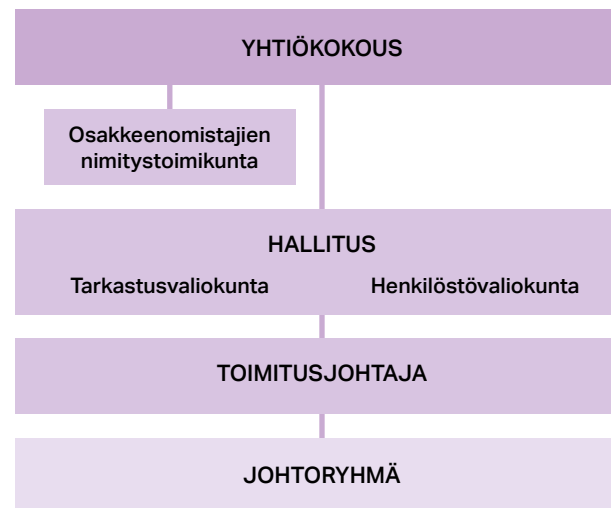 YHTIÖKOKOUS
Osakkeenomistajien
nimitystoimikunta
HALLITUS
Tarkastusvaliokunta
Henkilöstövaliokunta
TOIMITUSJOHTAJA
JOHTORYHMÄ